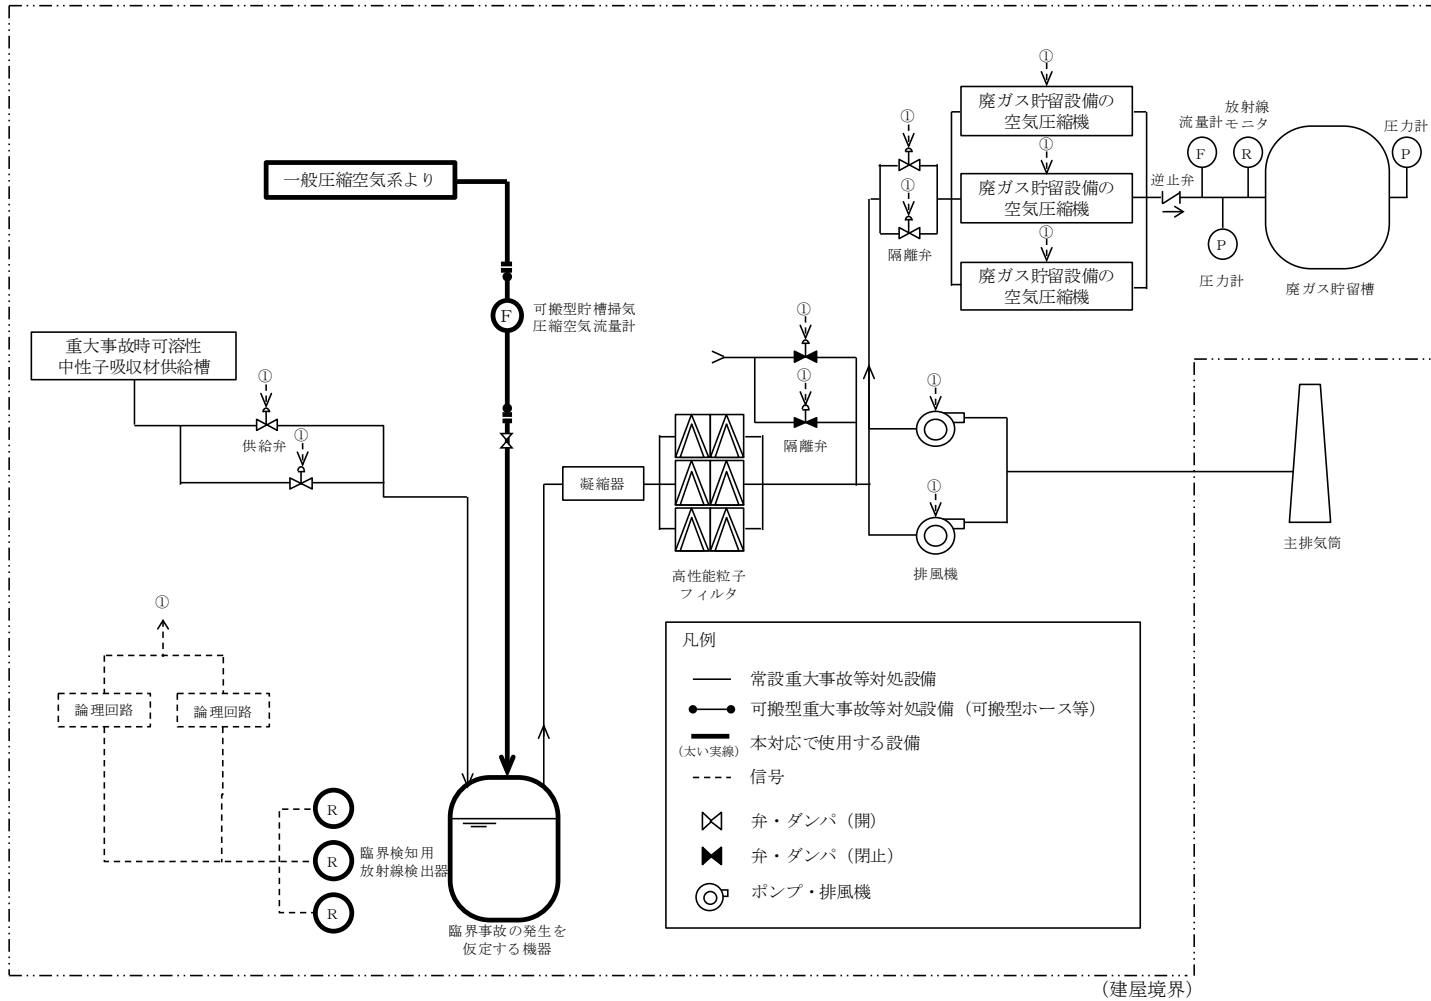 ①
廃ガス貯留設備の
空気圧縮機
①
廃ガス貯留設備の
空気圧縮機
①
廃ガス貯留設備の
空気圧縮機
①
①
隔離弁
逆止弁
流量計
F
放射線
モニタ
R
P
圧力計
圧力計
P
廃ガス貯留槽
一般圧縮空気系より
F
可搬型貯槽掃気
圧縮空気流量計
重大事故時可溶性
中性子吸収材供給槽
①
供給弁
①
①
①
隔離弁
凝縮器
高性能粒子
フィルタ
①
①
排風機
主排気筒
①
論理回路
論理回路
R
R
R
臨界検知用
放射線検出器
臨界事故の発生を
仮定する機器
凡例
常設重大事故等対処設備
可搬型重大事故等対処設備（可搬型ホース等）
(太い実線)
本対応で使用する設備
信号
弁・ダンパ（開）
弁・ダンパ（閉止）
ポンプ・排風機
（建屋境界）